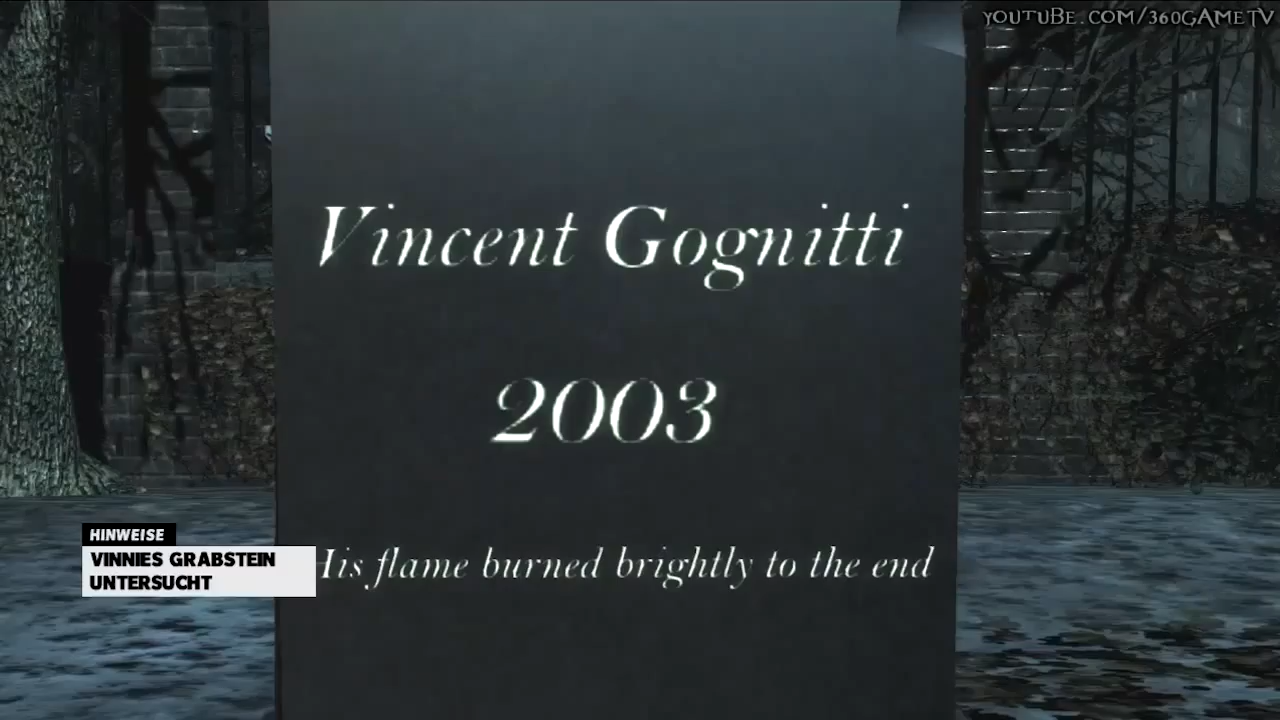 YOUTUBE.COM/360GAMETV
Vincent Gognitti
2003
His flame burned brightly to the end
HINWEISE
VINNIES GRABSTEIN
UNTERSUCHT